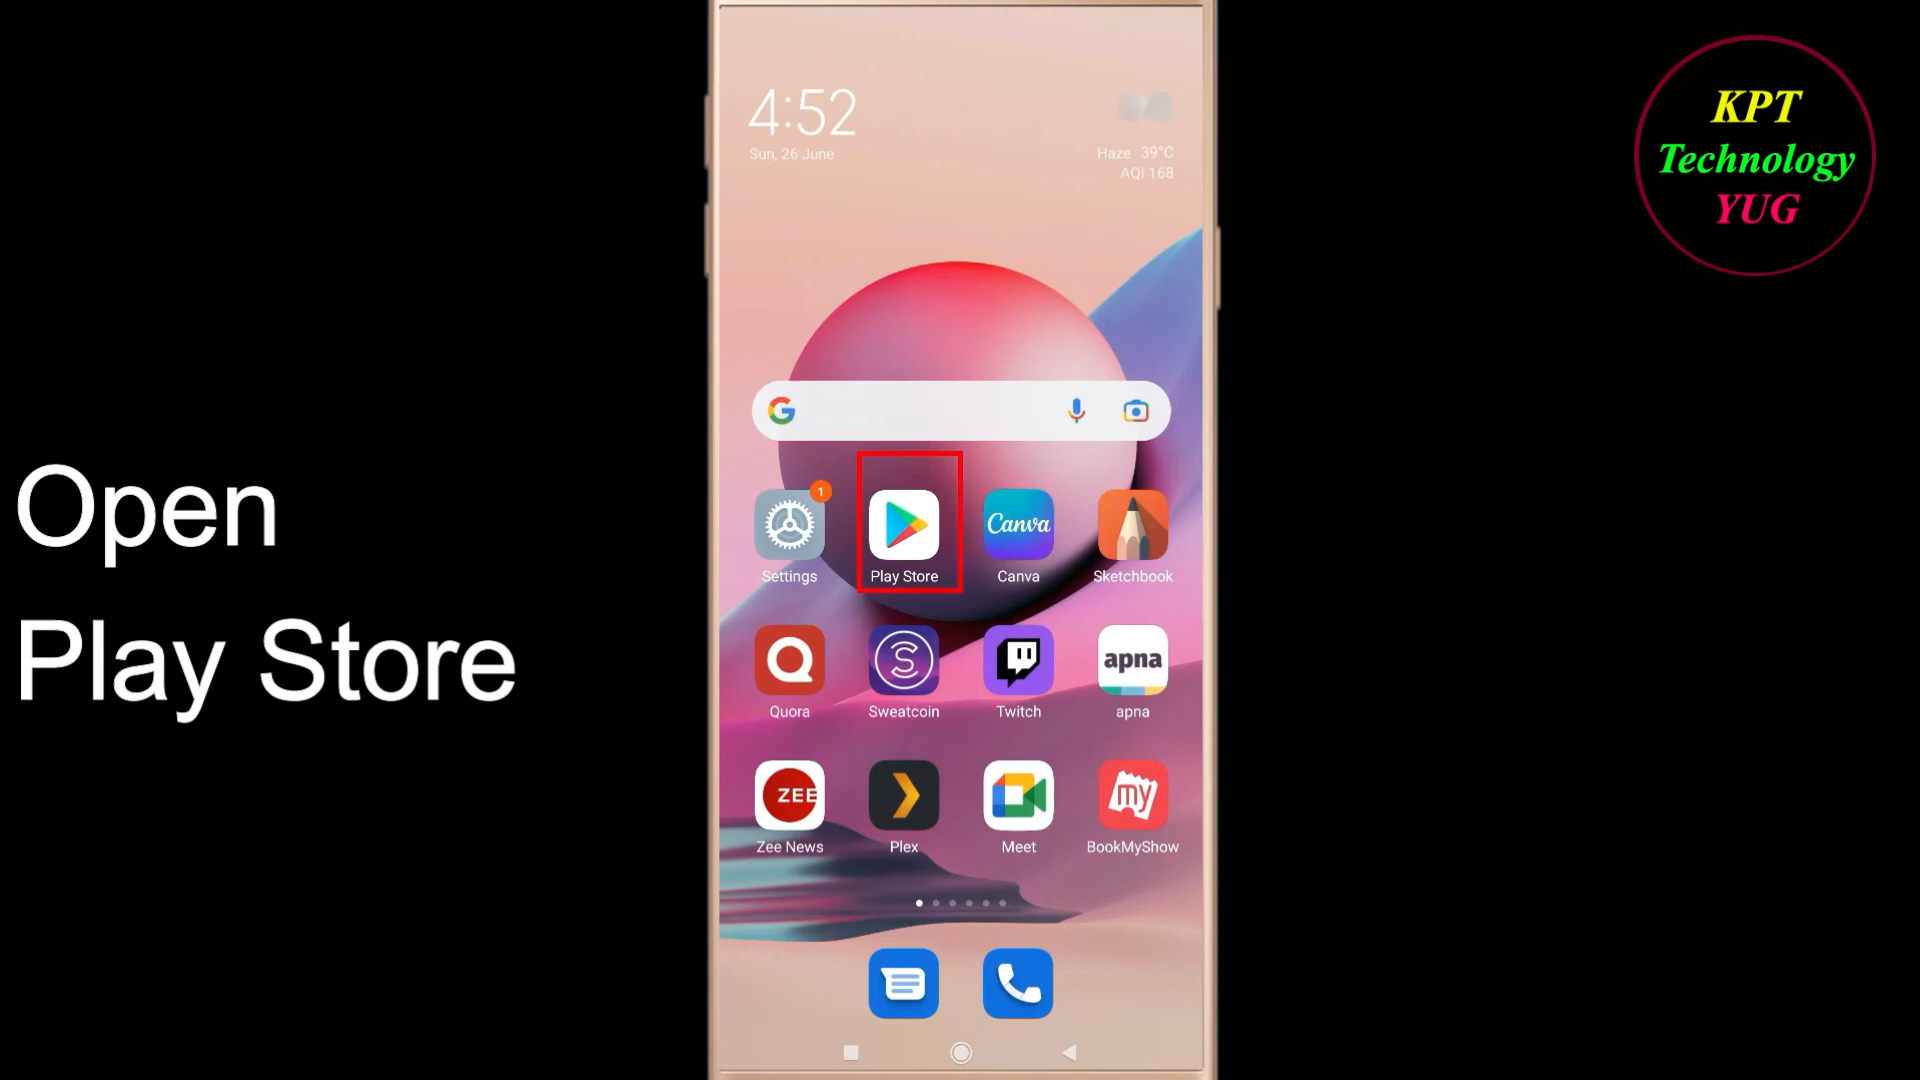 KPT
Technology
YUG
4:52
Sun, 26 June
Haze 39°C
AQI 168
Open
Play Store
1
Canva
Settings
Play Store
Canva
Sketchbook
apna
Quora
Sweatcoin
Twitch
apna
ZEE
my
Zee News
Plex
Meet
BookMyShow